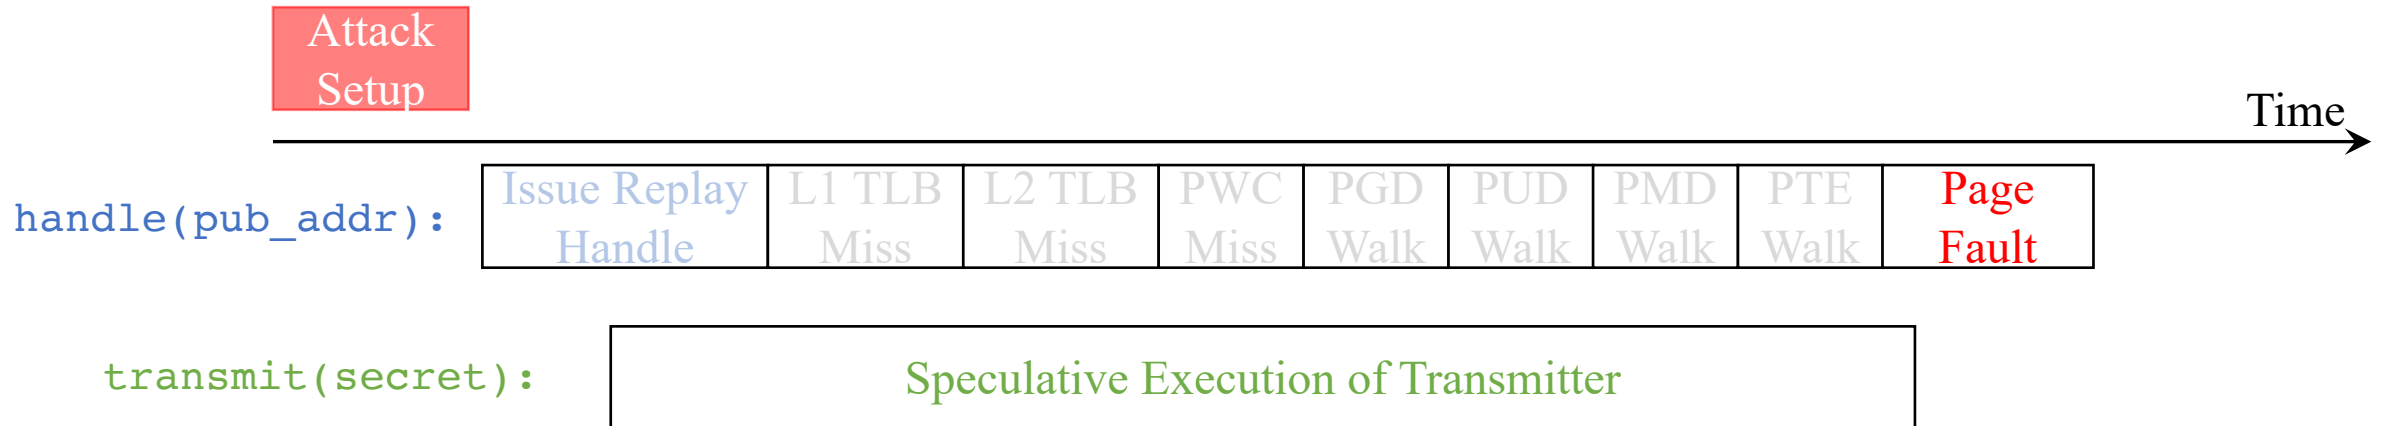 Attack
Setup
Time
handle(pub_addr):
Issue Replay
Handle
L1 TLB
Miss
L2 TLB
Miss
PWC
Miss
PGD
Walk
PUD
Walk
PMD
Walk
PTE
Walk
Page
Fault
transmit(secret):
Speculative Execution of Transmitter